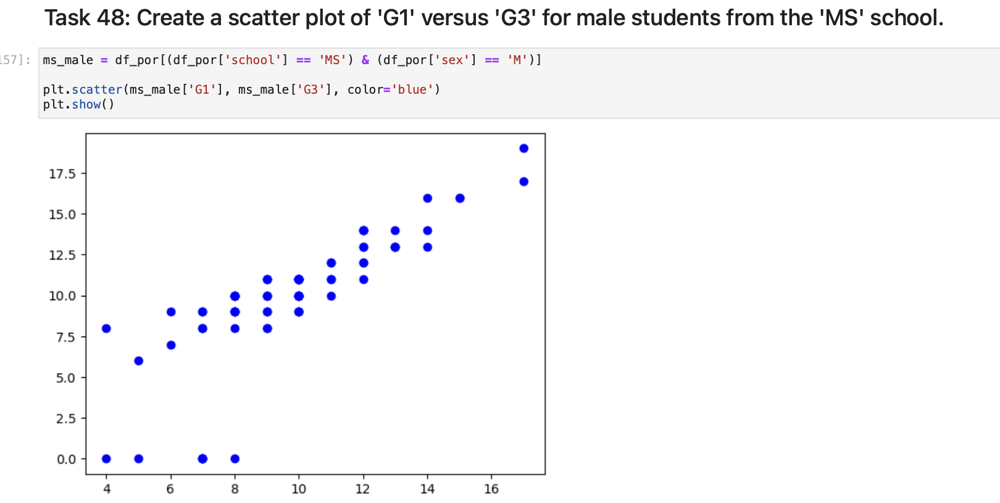 Task 48: Create a scatter plot of 'G1' versus 'G3' for male students from the 'MS' school.
157]:
ms_male = df_por[(df_por['school'] == 'MS') & (df_por['sex'] == 'M')]
plt.scatter(ms_male['G1'], ms_male['G3'], color='blue')
plt.show()
17.5
15.0
12.5
10.0
7.5
5.0
2.5
0.0
4 6 8 10 12 14 16